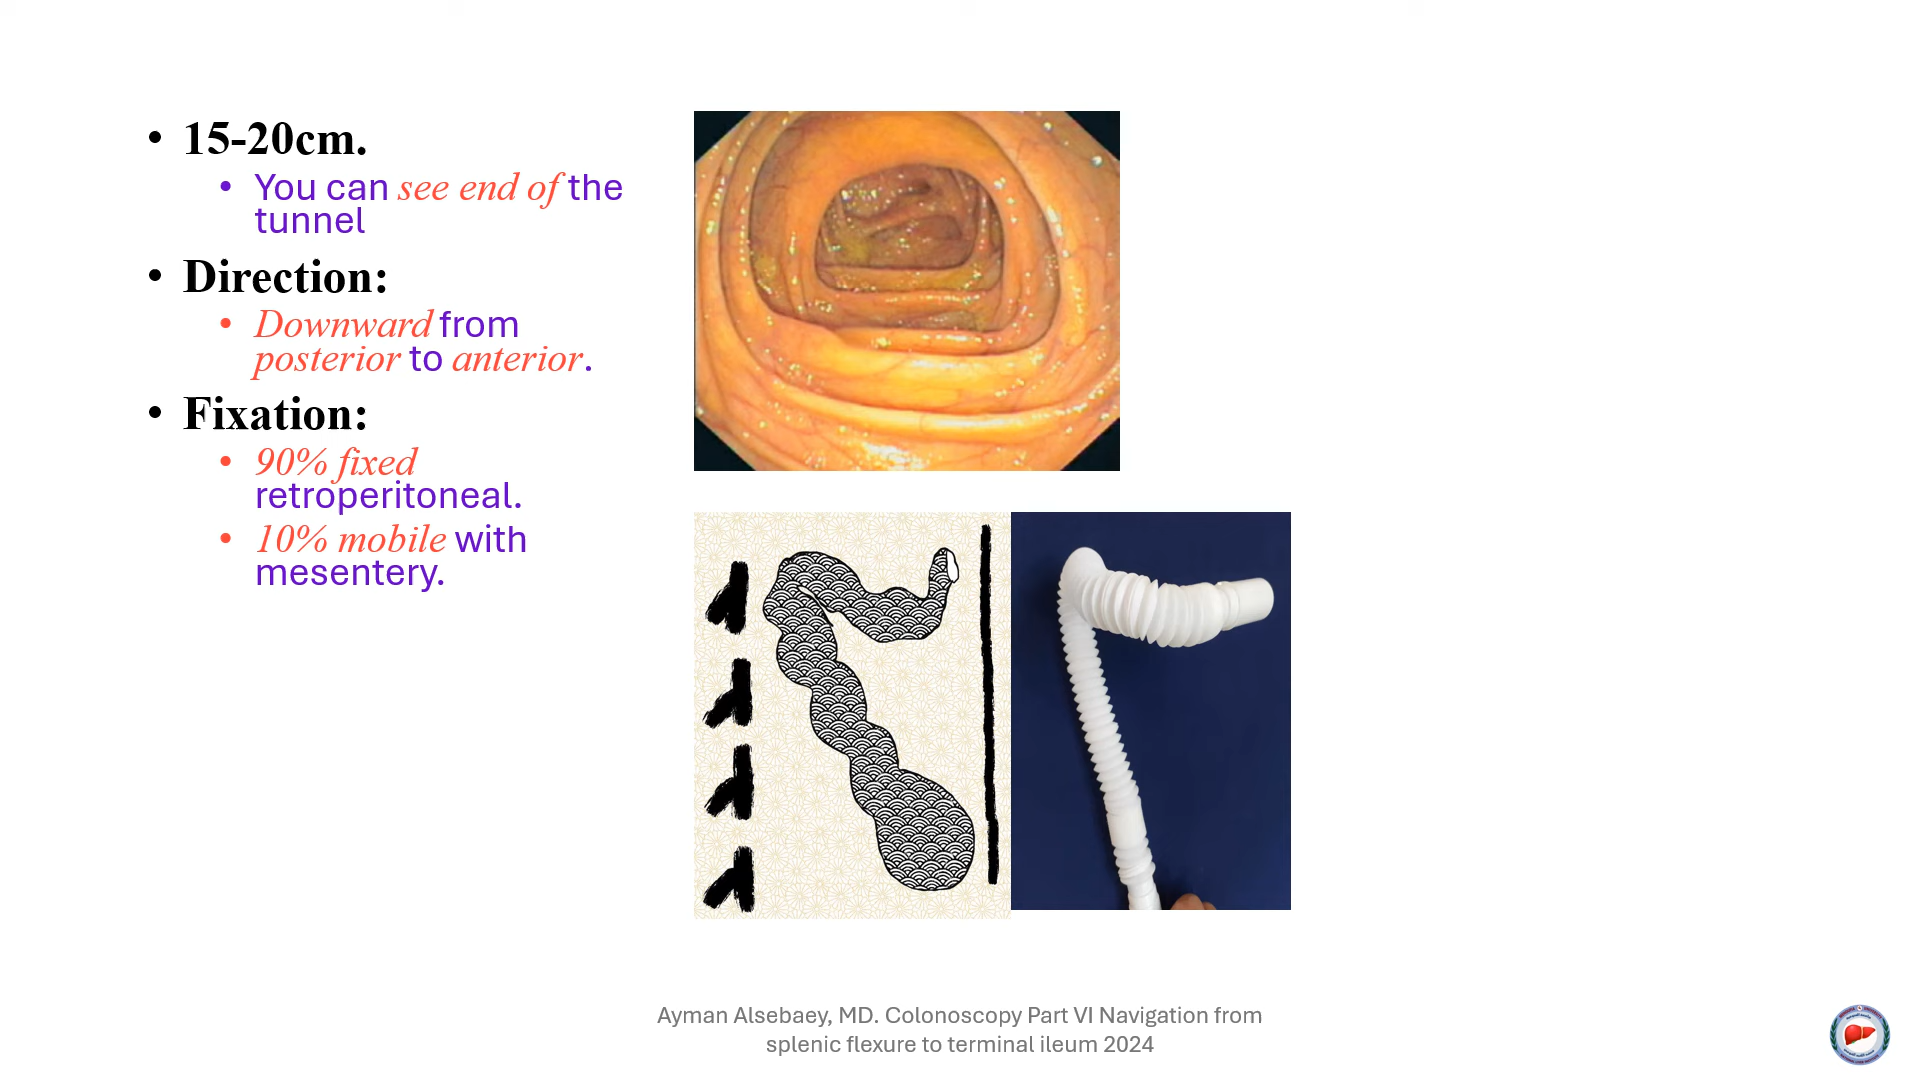 • 15-20cm.
• You can see end of the
tunnel
• Direction:
• Downward from
posterior to anterior.
• Fixation:
• 90% fixed
retroperitoneal.
• 10% mobile with
mesentery.
Ayman Alsebaey, MD. Colonoscopy Part VI Navigation from
splenic flexure to terminal ileum 2024